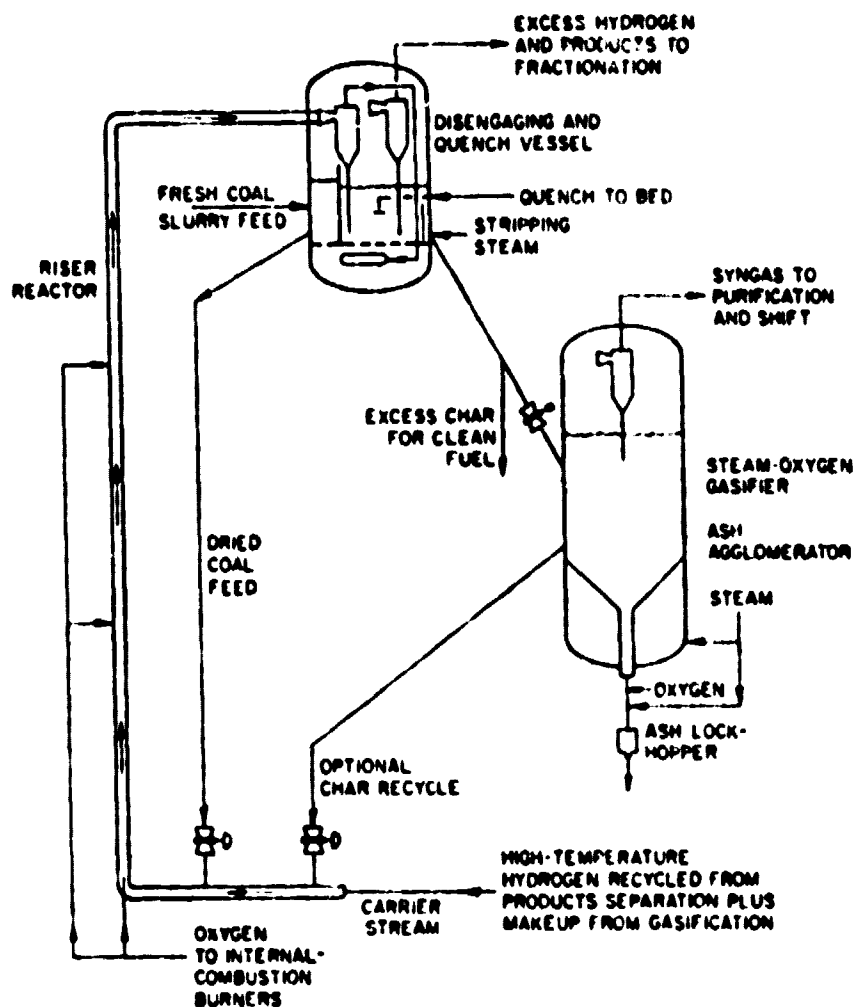 EXCESS HYDROGEN
AND PRODUCTS TO
FRACTIONATION
DISENGAGING AND
QUENCH VESSEL
FRESH COAL
SLURRY FEED
QUENCH TO BED
STRIPPING
STEAM
RISER
REACTOR
SYNGAS TO
PURIFICATION
AND SHIFT
EXCESS CHAR
FOR CLEAN
FUEL
STEAM-OXYGEN
GASIFIER
DRIED
COAL
FEED
ASH
AGGLOMERATOR
STEAM
OXYGEN
ASH LOCK-
HOPPER
OPTIONAL
CHAR RECYCLE
HIGH-TEMPERATURE
HYDROGEN RECYCLED FROM
PRODUCTS SEPARATION PLUS
MAKEUP FROM GASIFICATION
CARRIER
STREAM
OXYGEN
TO INTERNAL-
COMBUSTION
BURNERS